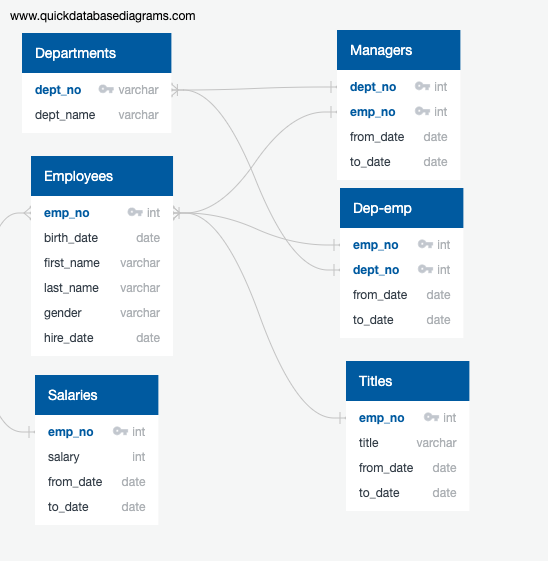 www.quickdatabasediagrams.com
Departments
dept_no varchar
dept_name varchar
Employees
emp_no int
birth_date date
first_name varchar
last_name varchar
gender varchar
hire_date date
Salaries
emp_no int
salary int
from_date date
to_date date
Managers
dept_no int
emp_no int
from_date date
to_date date
Dep-emp
emp_no int
dept_no int
from_date date
to_date date
Titles
emp_no int
title varchar
from_date date
to_date date